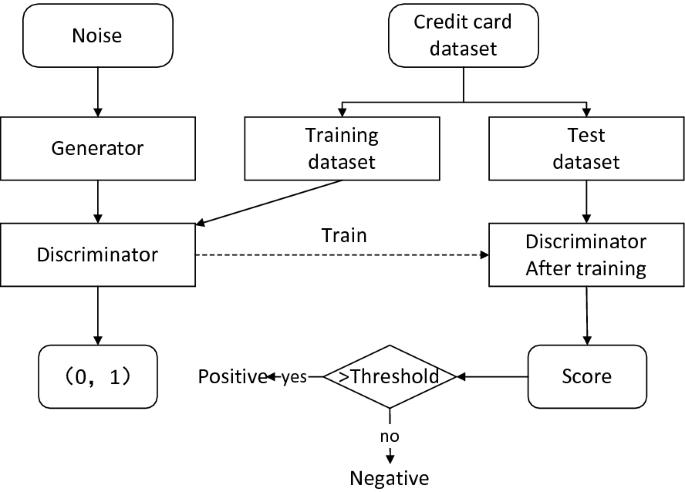 Noise
Credit card
dataset
Generator
Training
dataset
Test
dataset
Discriminator
Train
Discriminator
After training
(0, 1)
Positive
yes
>Threshold
Score
no
Negative